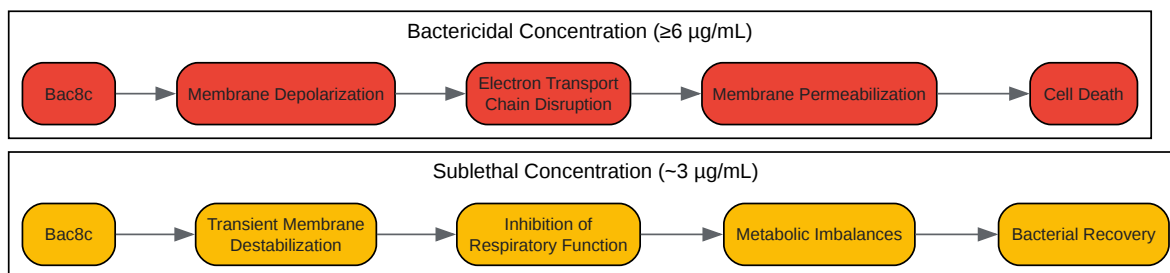 Bactericidal Concentration (≥6 µg/mL)
Bac8c
Membrane Depolarization
Electron Transport
Chain Disruption
Membrane Permeabilization
Cell Death
Sublethal Concentration (~3 µg/mL)
Bac8c
Transient Membrane
Destabilization
Inhibition of
Respiratory Function
Metabolic Imbalances
Bacterial Recovery